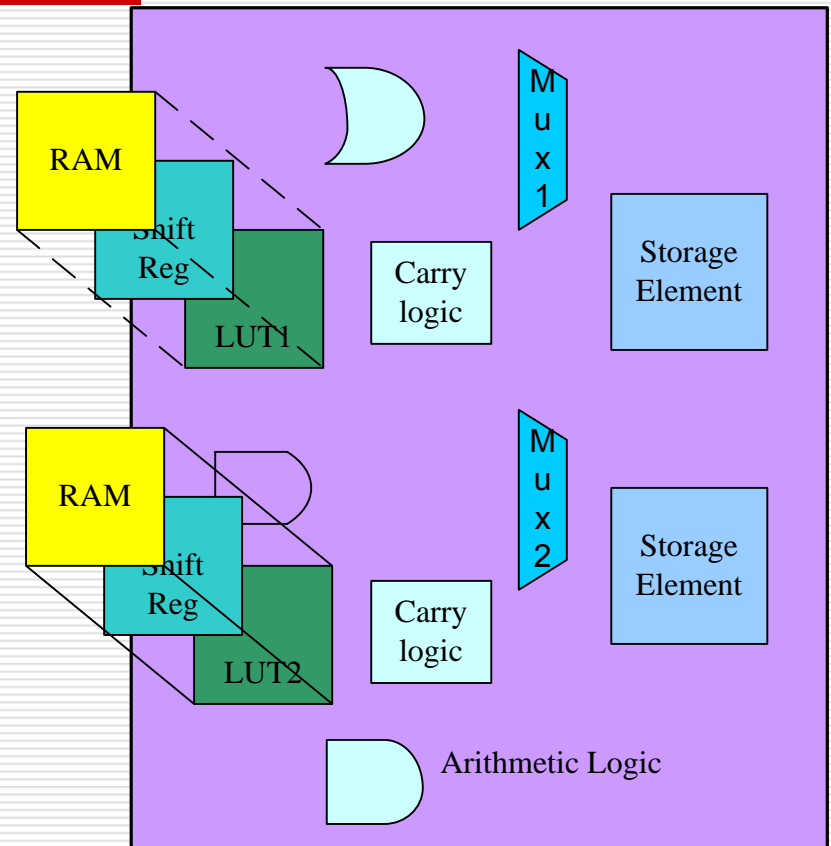 M
u
x
1
RAM
Shift
Reg
LUT1
Carry
logic
Storage
Element
M
u
x
2
RAM
Shift
Reg
LUT2
Carry
logic
Storage
Element
Arithmetic Logic